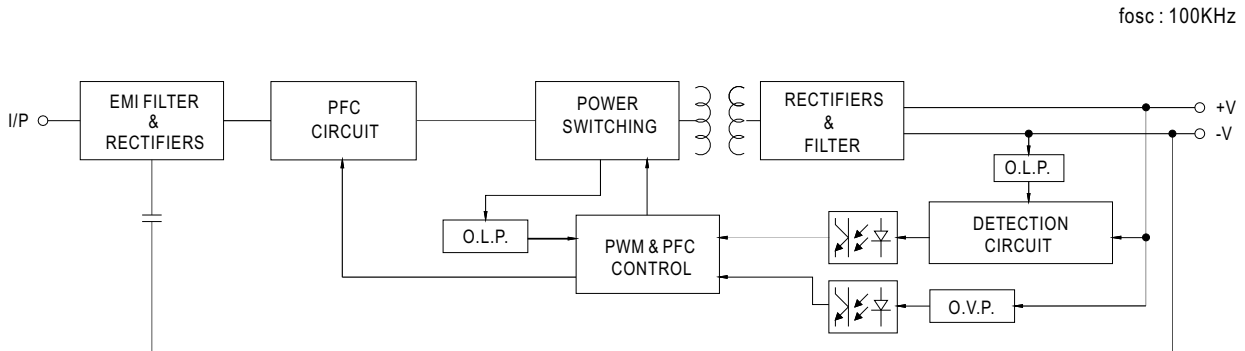 fosc : 100KHz
I/P
EMI FILTER
&
RECTIFIERS
PFC
CIRCUIT
POWER
SWITCHING
RECTIFIERS
&
FILTER
+V
-V
O.L.P.
O.L.P.
PWM & PFC
CONTROL
DETECTION
CIRCUIT
O.V.P.